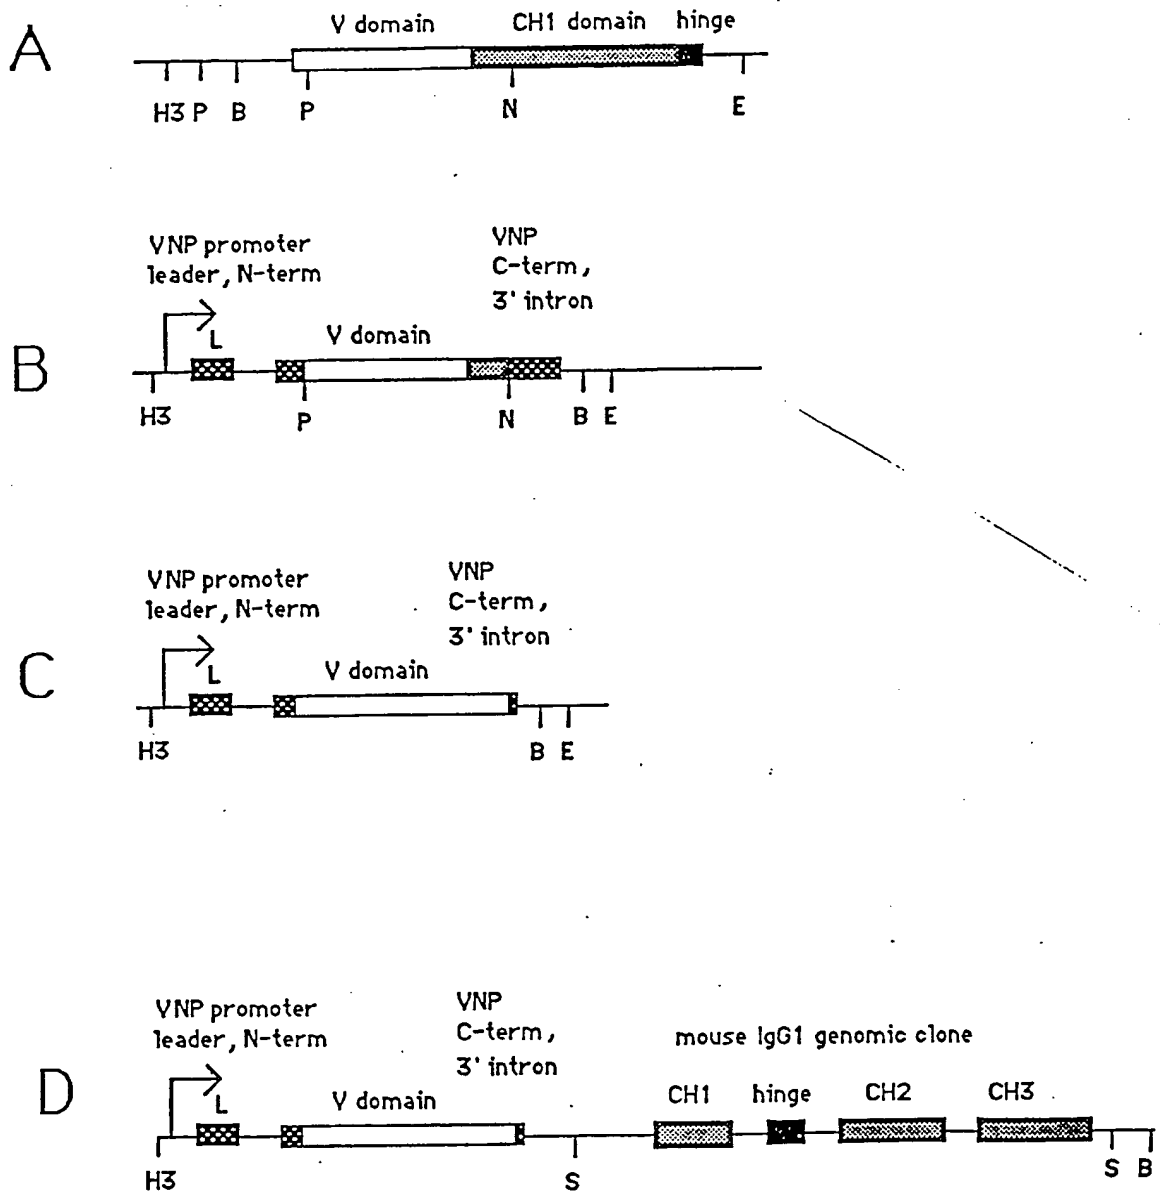 A
V domain CH1 domain hinge
H3 P B P N E
B
VNP promoter
leader, N-term
VNP
C-term,
3' intron
L
V domain
H3 P N B E
C
VNP promoter
leader, N-term
VNP
C-term,
3' intron
L
V domain
H3 B E
D
VNP promoter
leader, N-term
VNP
C-term,
3' intron
mouse IgG1 genomic clone
L
V domain
CH1 hinge CH2 CH3
H3 S S B